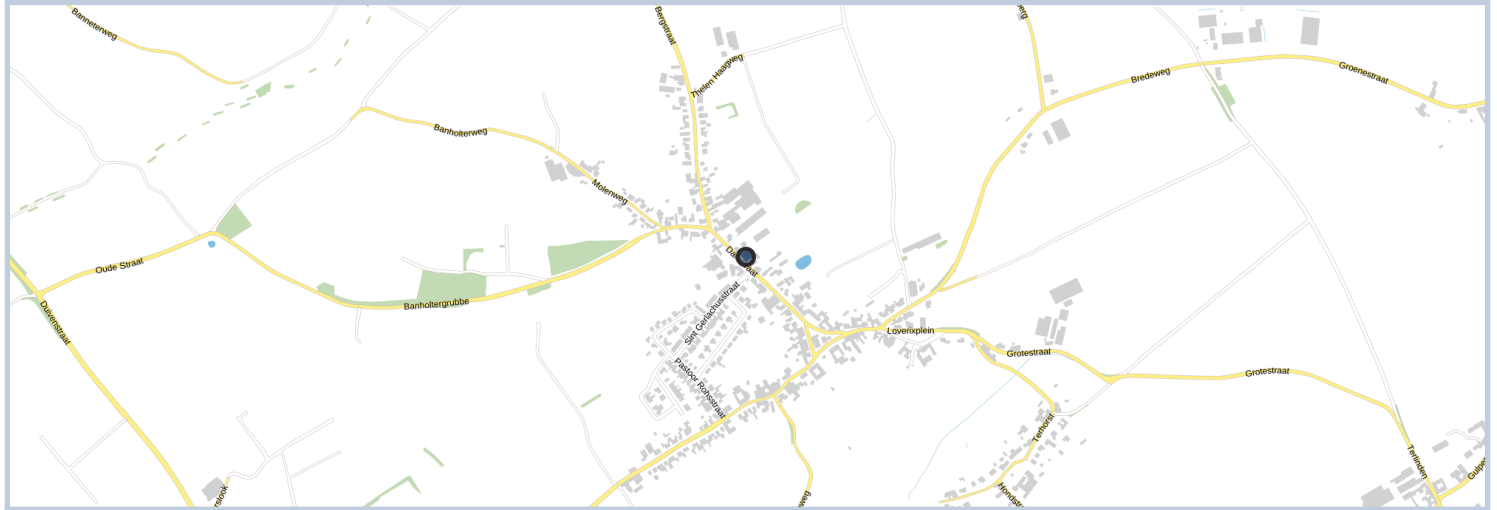 Banneterweg
Bergstraat
Thelen Haagweg
Bredeweg
Groenestraat
Banholterweg
Molenweg
Oude Straat
Duivenstraat
Banholtergrubbe
Sint Gerlachusstraat
Pastoor Rohsstraat
Loverixplein
Grotestraat
Grotestraat
Terhorst
Terlinden